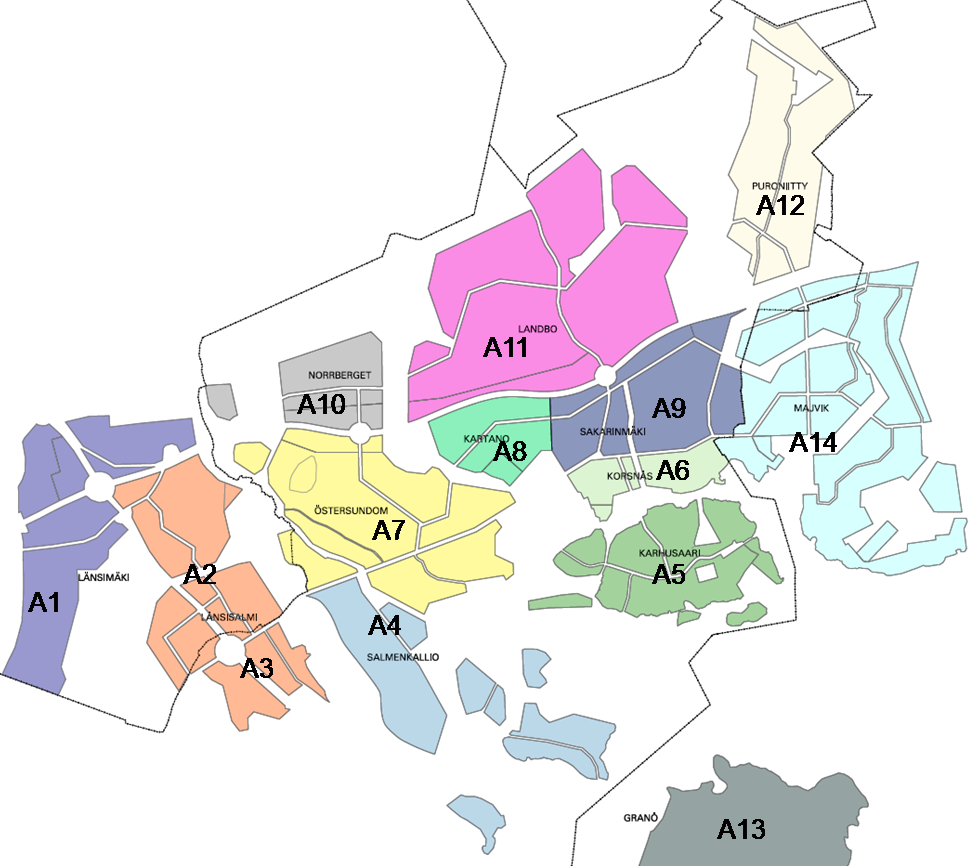 PURONIITTY
A12
LANDBO
A11
NORRBERGET
A10
A9
MAJVIK
SAKARINMÄKI
KARTANO
A8
A14
KORSNÄS
A6
ÖSTERSUNDOM
A7
KARHUSAARI
A5
LÄNSIMÄKI
A1
A2
LÄNSISALMI
A4
SALMENKALLIO
A3
GRANÖ
A13